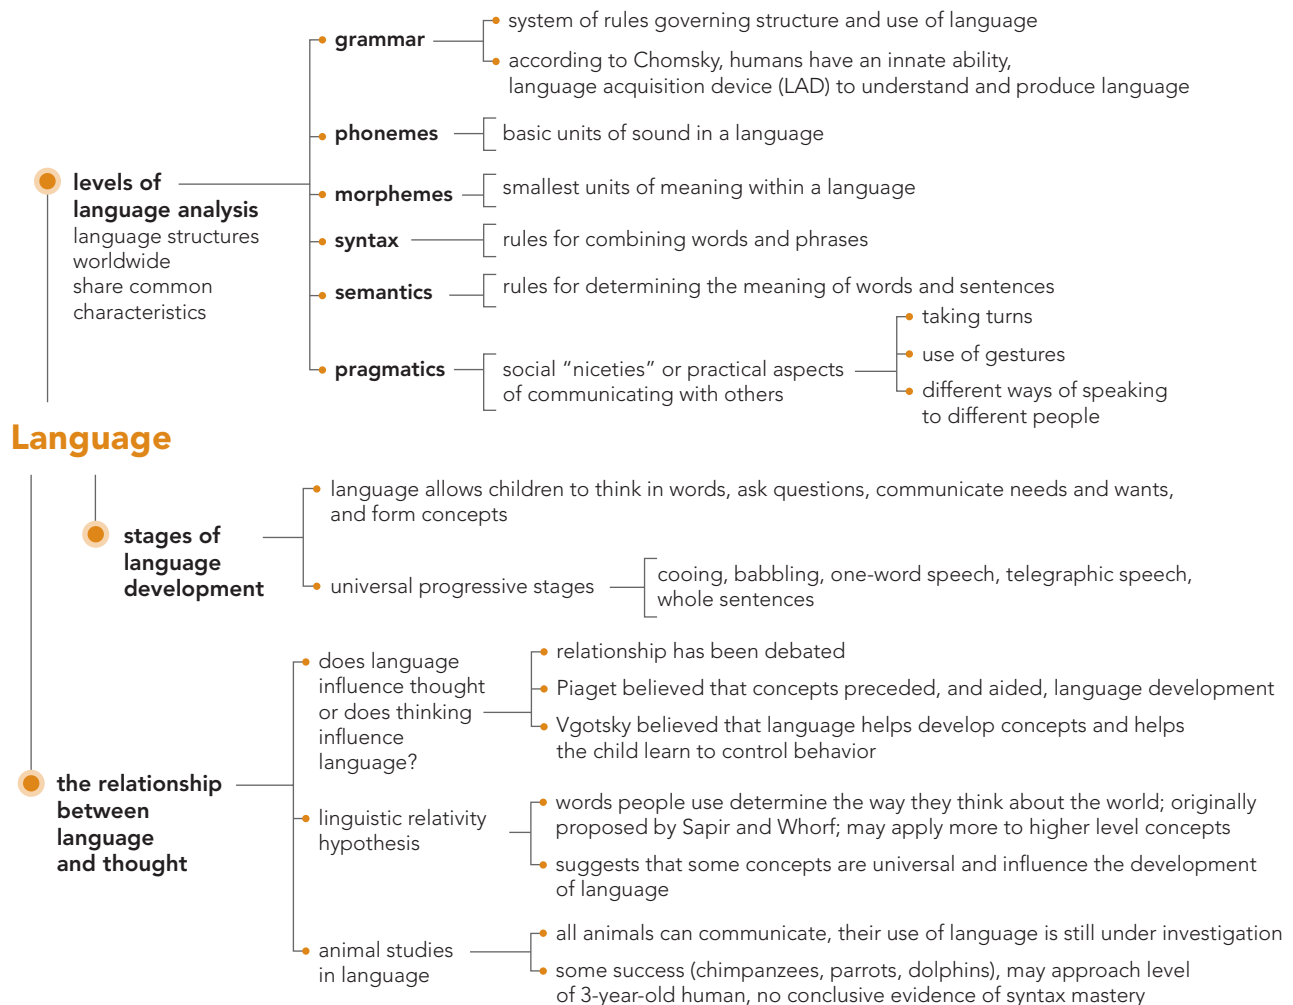 grammar
system of rules governing structure and use of language
according to Chomsky, humans have an innate ability,
language acquisition device (LAD) to understand and produce language
phonemes
basic units of sound in a language
levels of
language analysis
language structures
worldwide
share common
characteristics
morphemes
smallest units of meaning within a language
syntax
rules for combining words and phrases
semantics
rules for determining the meaning of words and sentences
pragmatics
social “niceties” or practical aspects
of communicating with others
taking turns
use of gestures
different ways of speaking
to different people
Language
stages of
language
development
language allows children to think in words, ask questions, communicate needs and wants,
and form concepts
universal progressive stages
cooing, babbling, one-word speech, telegraphic speech,
whole sentences
the relationship
between
language
and thought
does language
influence thought
or does thinking
influence
language?
relationship has been debated
Piaget believed that concepts preceded, and aided, language development
Vgotsky believed that language helps develop concepts and helps
the child learn to control behavior
linguistic relativity
hypothesis
words people use determine the way they think about the world; originally
proposed by Sapir and Whorf; may apply more to higher level concepts
suggests that some concepts are universal and influence the development
of language
animal studies
in language
all animals can communicate, their use of language is still under investigation
some success (chimpanzees, parrots, dolphins), may approach level
of 3-year-old human, no conclusive evidence of syntax mastery